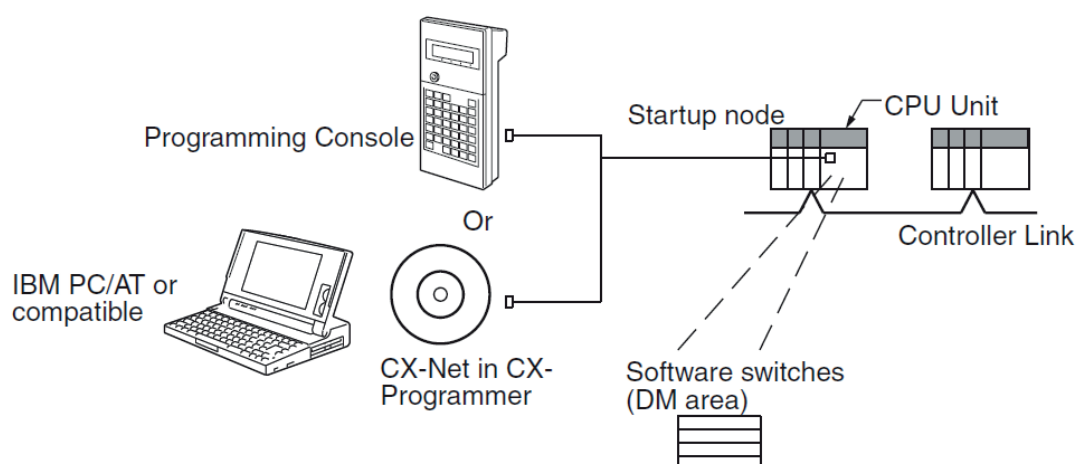 Programming Console
Startup node
CPU Unit
Or
Controller Link
IBM PC/AT or
compatible
CX-Net in CX-
Programmer
Software switches
(DM area)